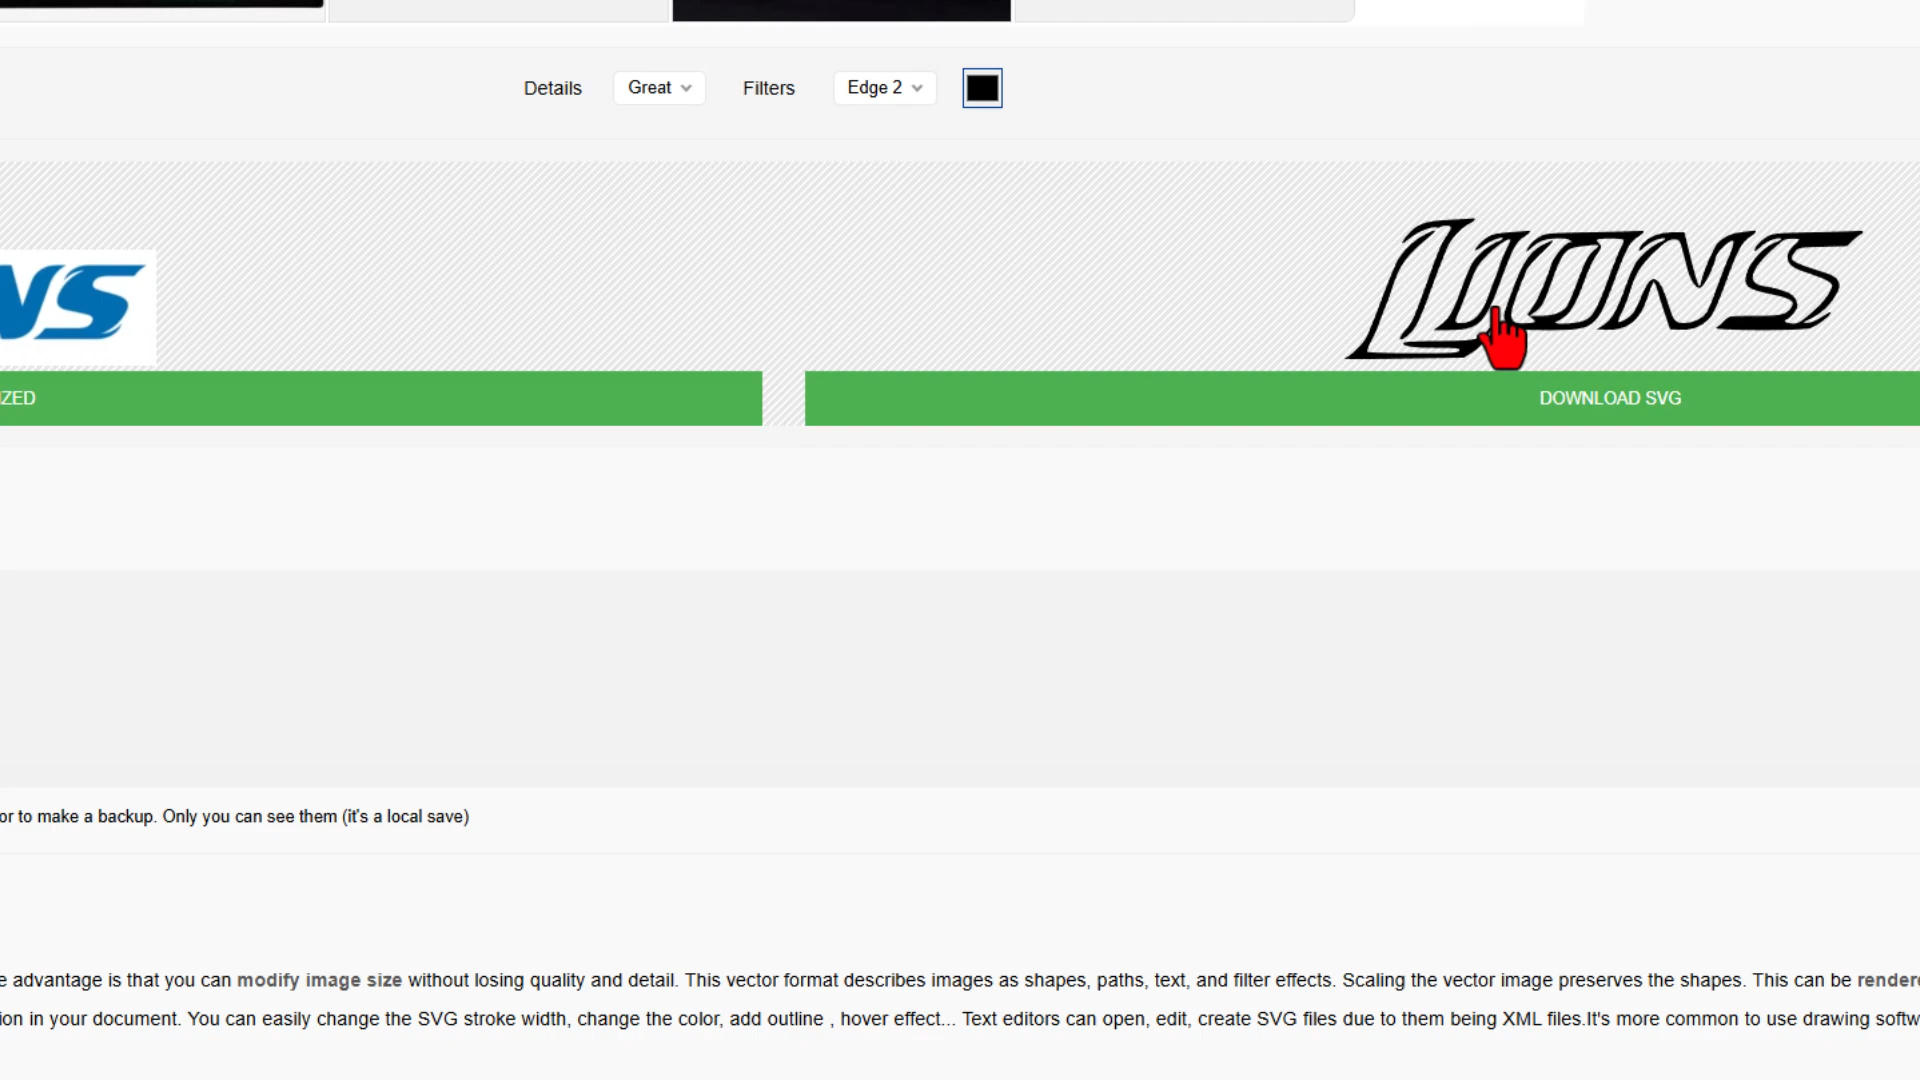 Details Great Filters Edge 2
NS LIONS
IZED DOWNLOAD SVG
or to make a backup. Only you can see them (it's a local save)
e advantage is that you can modify image size without losing quality and detail. This vector format describes images as shapes, paths, text, and filter effects. Scaling the vector image preserves the shapes. This can be rendere
ion in your document. You can easily change the SVG stroke width, change the color, add outline , hover effect... Text editors can open, edit, create SVG files due to them being XML files.It's more common to use drawing softw